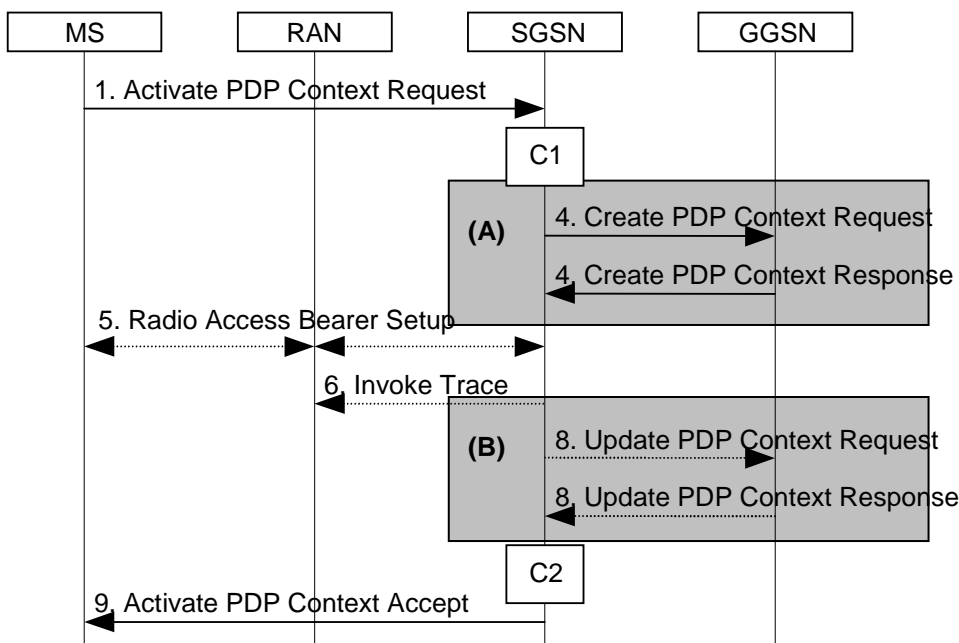 MS
RAN
SGSN
GGSN
1. Activate PDP Context Request
C1
(A)
4. Create PDP Context Request
4. Create PDP Context Response
5. Radio Access Bearer Setup
6. Invoke Trace
(B)
8. Update PDP Context Request
8. Update PDP Context Response
C2
9. Activate PDP Context Accept